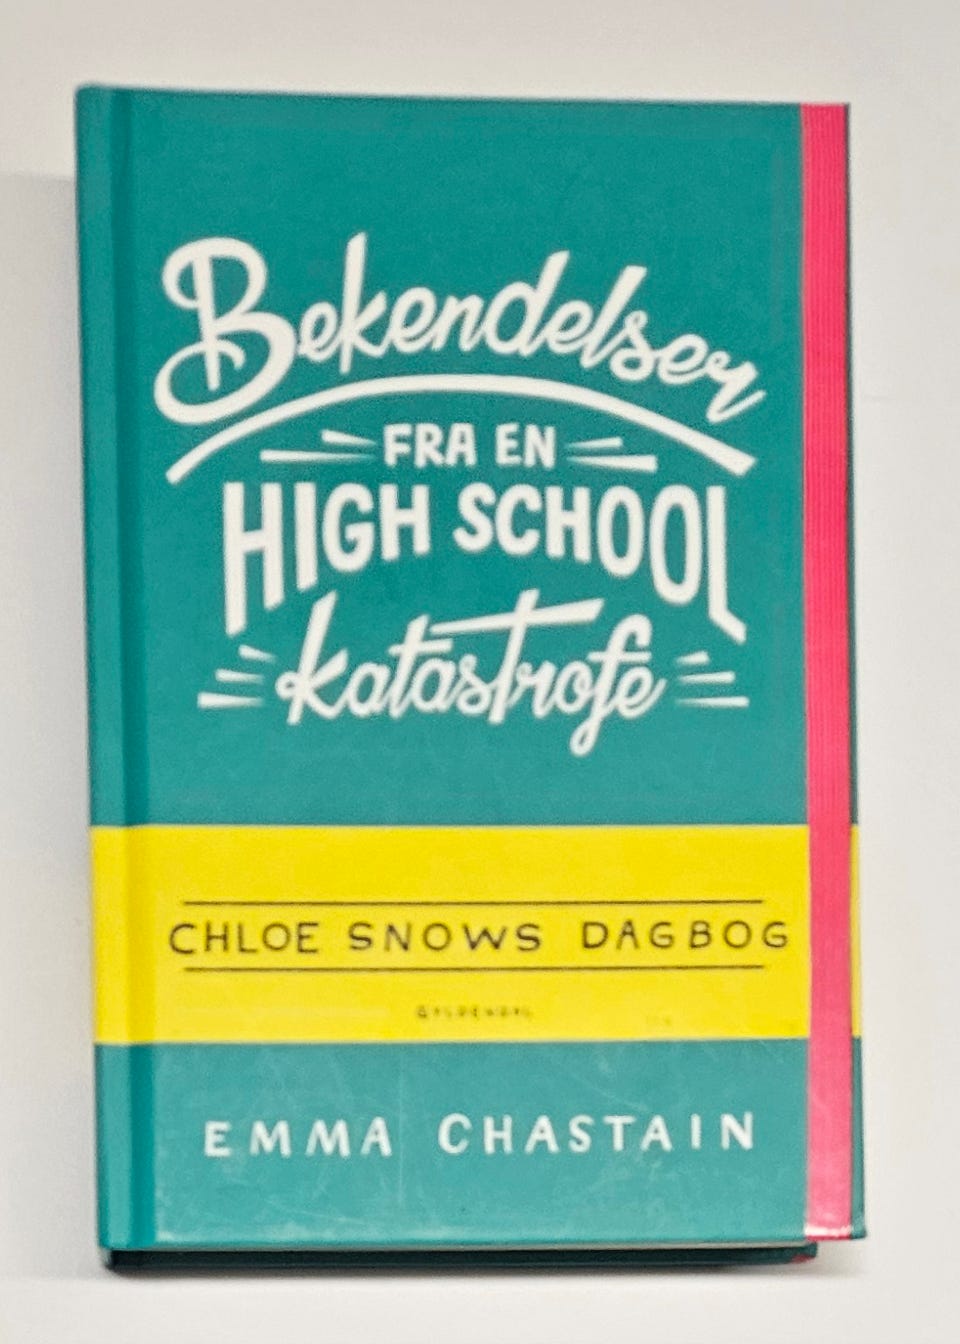 Bekendelser
FRA EN
HIGH SCHOOL
katastrofe
CHLOE SNOWS DAGBOG
GYLDENDAL
EMMA CHASTAIN